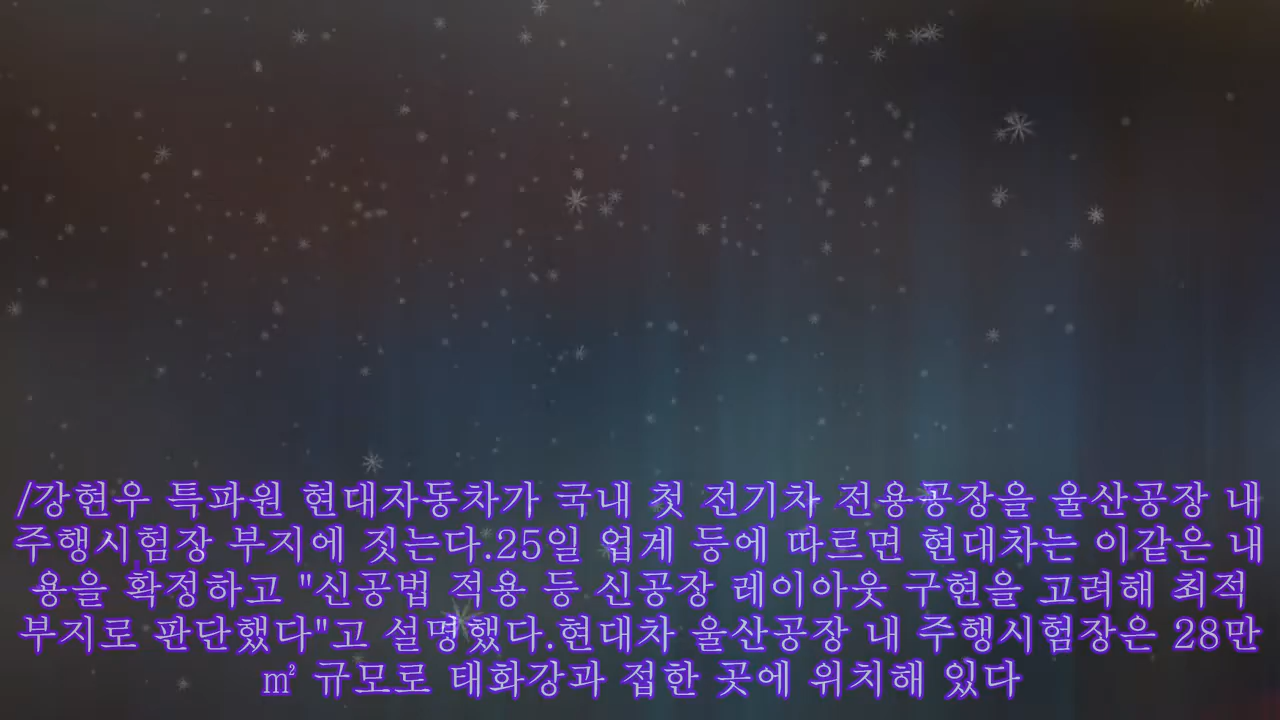 /강현우 특파원 현대자동차가 국내 첫 전기차 전용공장을 울산공장 내
주행시험장 부지에 짓는다.25일 업계 등에 따르면 현대차는 이같은 내
용을 확정하고 "신공법 적용 등 신공장 레이아웃 구현을 고려해 최적
부지로 판단했다"고 설명했다.현대차 울산공장 내 주행시험장은 28만
㎡ 규모로 태화강과 접한 곳에 위치해 있다